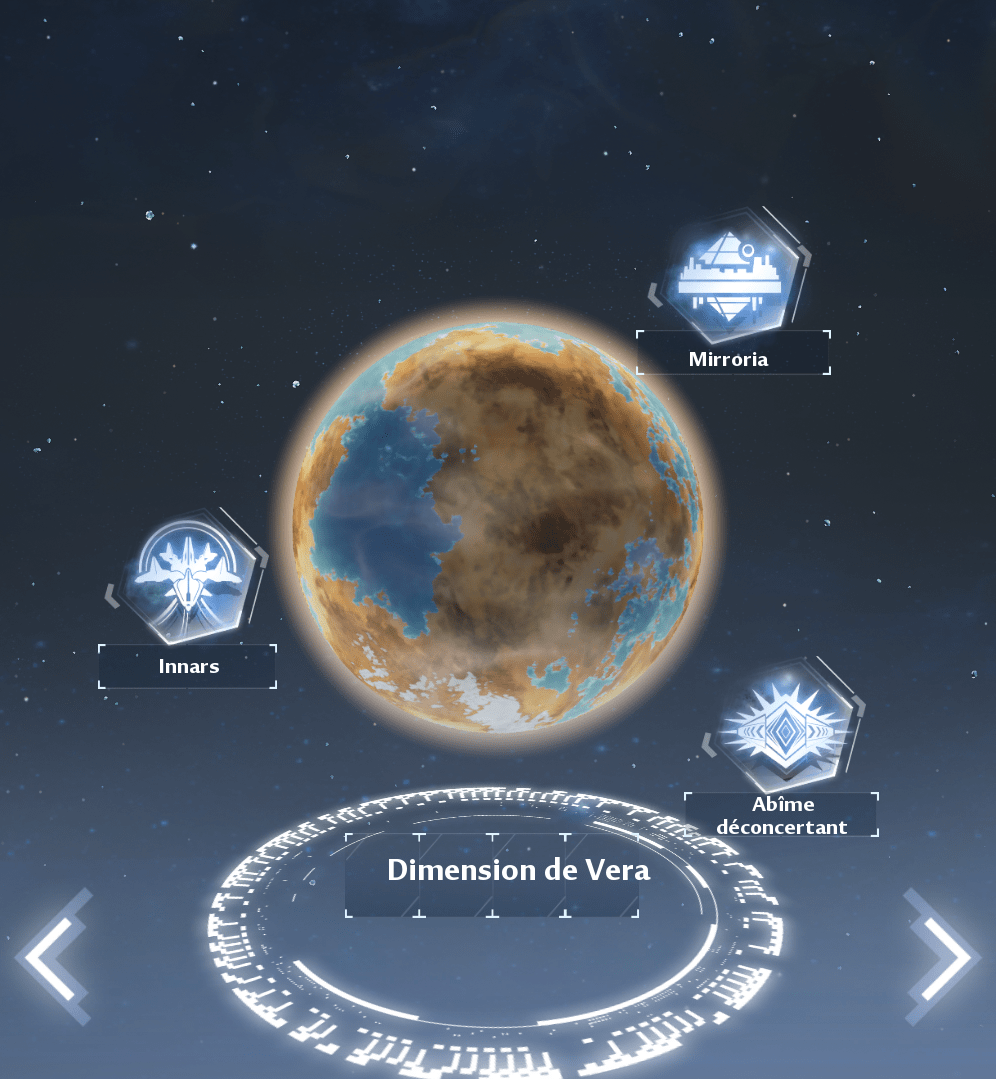 Mirroria
Innars
Abîme
déconcertant
Dimension de Vera